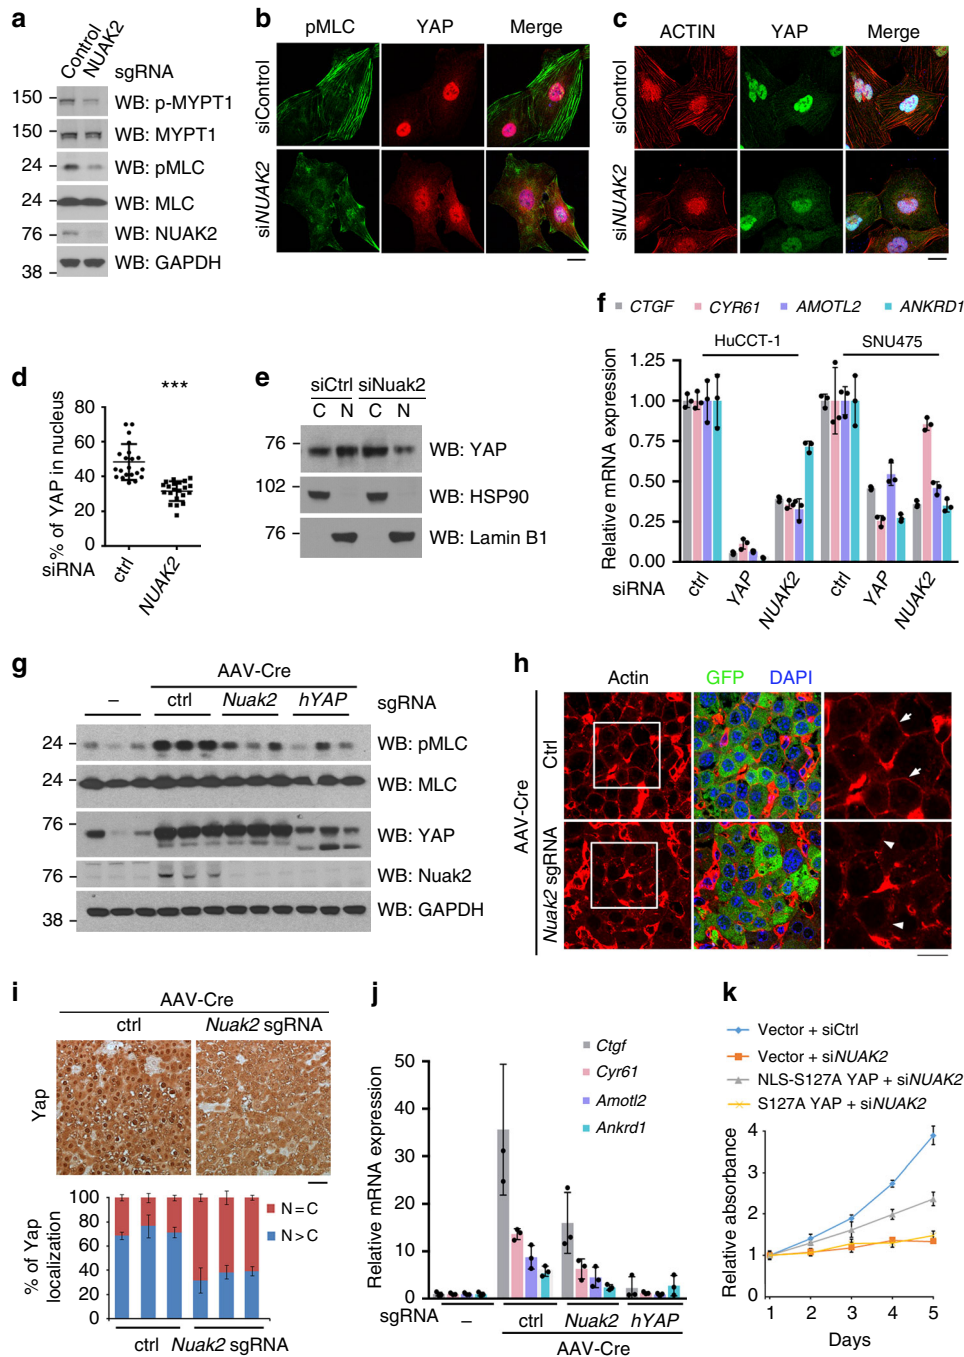 a
Control
NUAK2
sgRNA
150
WB: p-MYPT1
150
WB: MYPT1
24
WB: pMLC
24
WB: MLC
76
WB: NUAK2
38
WB: GAPDH
b
pMLC
YAP
Merge
siControl
siNUAK2
c
ACTIN
YAP
Merge
siControl
siNUAK2
d
***
% of YAP in nucleus
80
60
40
20
0
siRNA
ctrl
NUAK2
e
siCtrl siNuak2
C N C N
76
WB: YAP
102
WB: HSP90
76
WB: Lamin B1
f
CTGF CYR61 AMOTL2 ANKRD1
HuCCT-1
SNU475
Relative mRNA expression
1.25
1.00
0.75
0.50
0.25
0.00
siRNA
ctrl
YAP
NUAK2
ctrl
YAP
NUAK2
g
AAV-Cre
– ctrl Nuak2 hYAP sgRNA
24
WB: pMLC
24
WB: MLC
76
WB: YAP
76
WB: Nuak2
38
WB: GAPDH
h
Actin
GFP DAPI
AAV-Cre
Ctrl
Nuak2 sgRNA
i
AAV-Cre
ctrl
Nuak2 sgRNA
Yap
% of Yap localization
100
80
60
40
20
0
N = C
N > C
ctrl Nuak2 sgRNA
j
Relative mRNA expression
50
40
30
20
10
0
Ctgf
Cyr61
Amotl2
Ankrd1
sgRNA
– ctrl Nuak2 hYAP
AAV-Cre
k
Vector + siCtrl
Vector + siNUAK2
NLS-S127A YAP + siNUAK2
S127A YAP + siNUAK2
Relative absorbance
4
3
2
1
0
1 2 3 4 5
Days